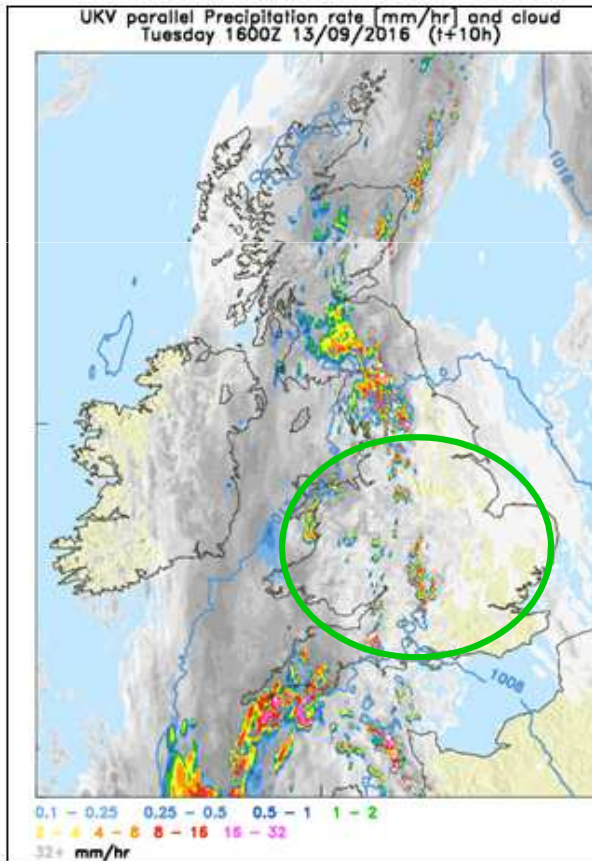 UKV parallel Precipitation rate [mm/hr] and cloud
Tuesday 1600Z 13/09/2016 (t+10h)
1016
1008
0.1 - 0.25 0.25 - 0.5 0.5 - 1 1 - 2
2 - 4 4 - 8 8 - 16 16 - 32
32+ mm/hr